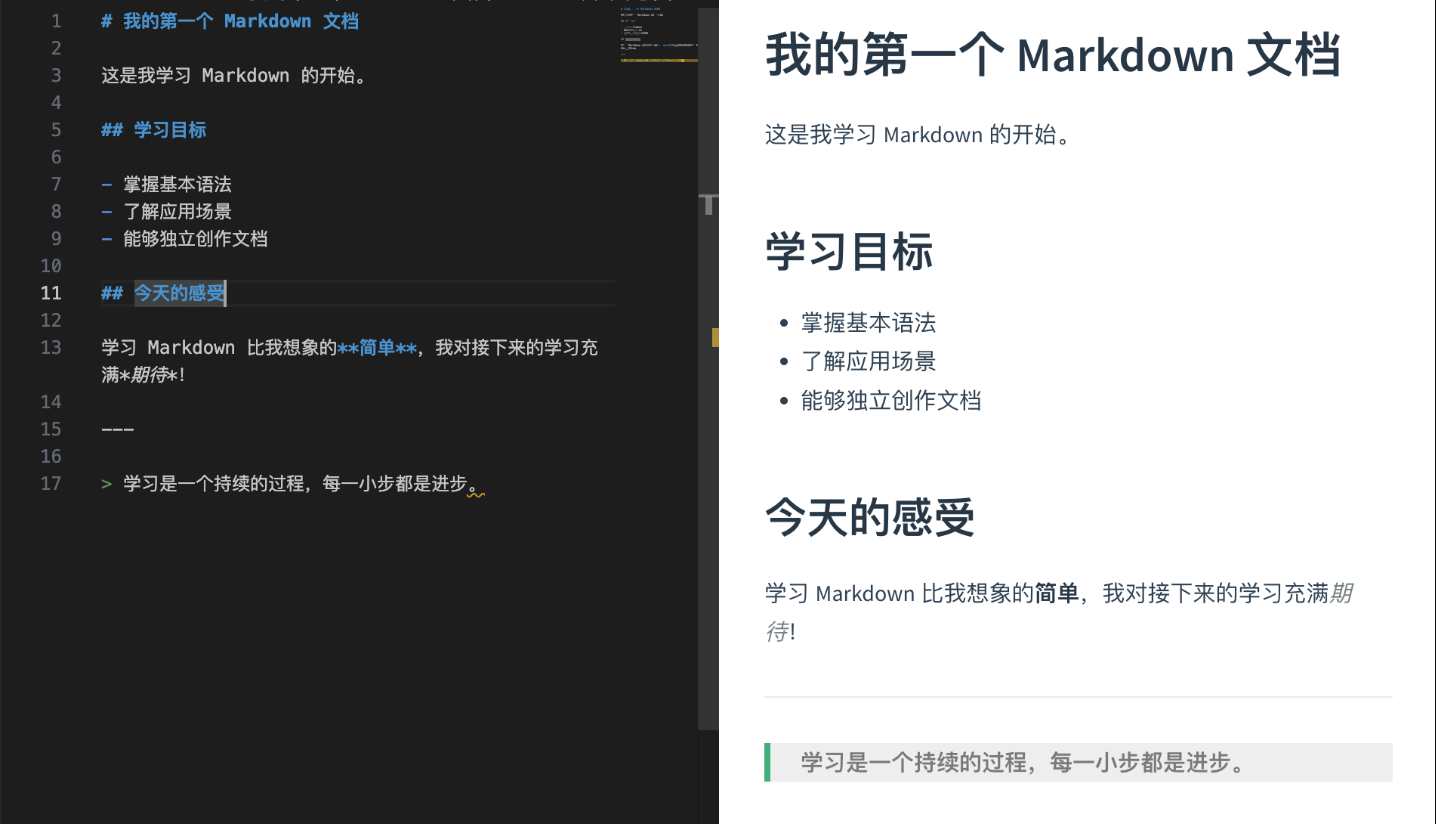 1 # 我的第一个 Markdown 文档
2
3 这是我学习 Markdown 的开始。
4
5 ## 学习目标
6
7 - 掌握基本语法
8 - 了解应用场景
9 - 能够独立创作文档
10
11 ## 今天的感受
12
13 学习 Markdown 比我想象的**简单**，我对接下来的学习充
满*期待*！
14
15 ---
16
17 > 学习是一个持续的过程，每一小步都是进步。
我的第一个 Markdown 文档
这是我学习 Markdown 的开始。
学习目标
• 掌握基本语法
• 了解应用场景
• 能够独立创作文档
今天的感受
学习 Markdown 比我想象的简单，我对接下来的学习充满期
待！
学习是一个持续的过程，每一小步都是进步。